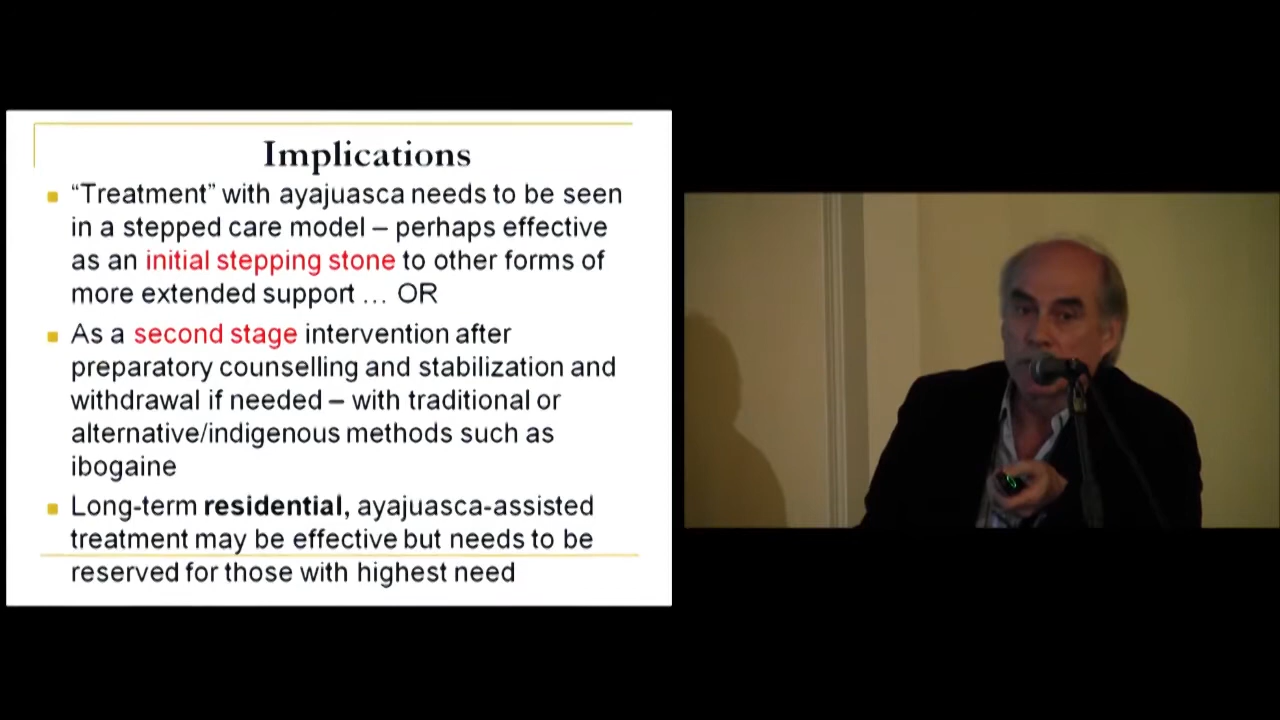 Implications
“Treatment” with ayajuasca needs to be seen
in a stepped care model – perhaps effective
as an initial stepping stone to other forms of
more extended support … OR
As a second stage intervention after
preparatory counselling and stabilization and
withdrawal if needed – with traditional or
alternative/indigenous methods such as
ibogaine
Long-term residential, ayajuasca-assisted
treatment may be effective but needs to be
reserved for those with highest need